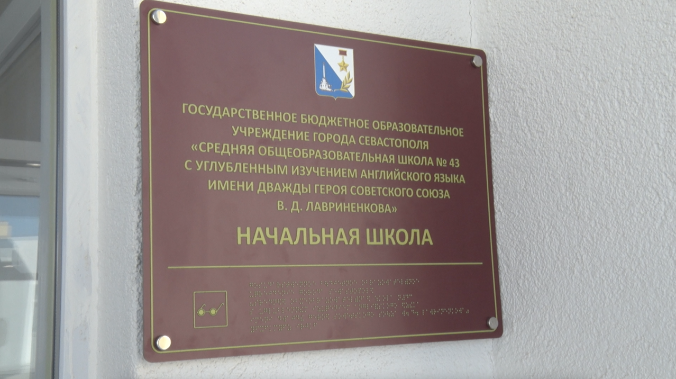 ГОСУДАРСТВЕННОЕ БЮДЖЕТНОЕ ОБРАЗОВАТЕЛЬНОЕ
УЧРЕЖДЕНИЕ ГОРОДА СЕВАСТОПОЛЯ
«СРЕДНЯЯ ОБЩЕОБРАЗОВАТЕЛЬНАЯ ШКОЛА № 43
С УГЛУБЛЕННЫМ ИЗУЧЕНИЕМ АНГЛИЙСКОГО ЯЗЫКА
ИМЕНИ ДВАЖДЫ ГЕРОЯ СОВЕТСКОГО СОЮЗА
В. Д. ЛАВРИНЕНКОВА»
НАЧАЛЬНАЯ ШКОЛА